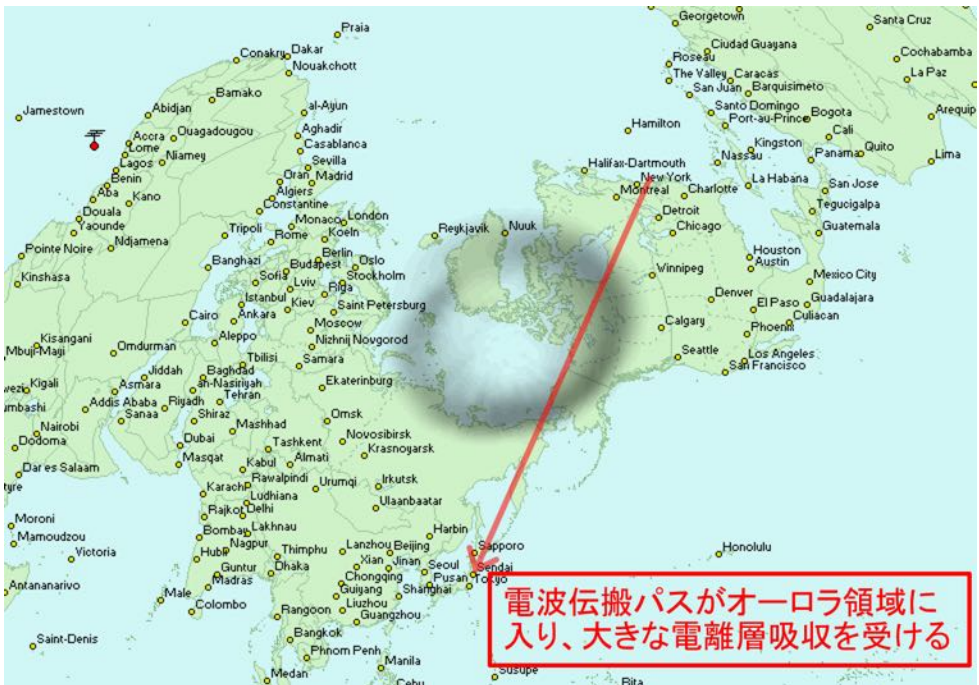 Georgetown
Santa Cruz
Praia
Ciudad Guayana
Conakry
Dakar
Cochabamba
Roseau
Nouakchott
The Valley
Caracas
La Paz
San Juan
Barquisimeto
Bamako
Jamestown
Abidjan
al-Ajun
Santo Domingo
Bogota
Arequip
Port-au-Prince
Hamilton
Accra
Ouagadougou
Aghadir
Cali
Lome
Casablanca
Kingston
Lagos
Niamey
Sevilla
Halifax-Dartmouth
Nassau
Panama
Quito
Lima
Benin
Oran
Madrid
New York
Aba
Kano
Algiers
Montreal
Charlotte
La Habana
San Jose
Constantine
Douala
Monaco
London
Detroit
Tegucigalpa
Yaounde
Tripoli
Rome
Koeln
Reykjavik
Nuuk
Chicago
Guatemala
Pointe Noire
Ndjamena
Berlin
Houston
Banghazi
Budapest
Oslo
Austin
Kinshasa
Sofia
Stockholm
Winnipeg
Mexico City
Lviv
Riga
Istanbul
Kiev
Saint Petersburg
Denver
El Paso
Guadalajara
Cairo
Ankara
Culiacan
Moscow
Calgary
Phoenix
Kisangani
Aleppo
Nizhnij Novgorod
Mbuji-Mayi
Omdurman
Tbilisi
Samara
Seattle
Los Angeles
San Francisco
Jiddah
Baghdad
Kigali
Asmara
an-Nasiriyah
Ekaterinburg
Tehran
Addis Ababa
Riyadh
Sanaa
Shiraz
Omsk
Nairobi
Mashhad
Dodoma
Dubai
Tashkent
Novosibirsk
Krasnoyarsk
Masqat
Kabul
Almati
Dar es Salaam
Rawalpindi
Urumqi
Irkutsk
Karachi
Ludhiana
Ulaanbaatar
Rajkot
Delhi
Moroni
Mamoudzou
Bombay
Lakhnau
Harbin
Victoria
Hubli
Nagpur
Thimphu
Lanzhou
Beijing
Sapporo
Honolulu
Guntur
Dhaka
Xian
Jinan
Seoul
Sendai
Antananarivo
Madras
Chongqing
Pusan
Tokyo
Male
Guiyang
Shanghai
Colombo
Rangoon
Liuzhou
Guangzhou
Saint-Denis
Bangkok
Phnom Penh
Manila
Medan
Cebu
Susupe
電波伝搬パスがオーロラ領域に
入り、大きな電離層吸収を受ける